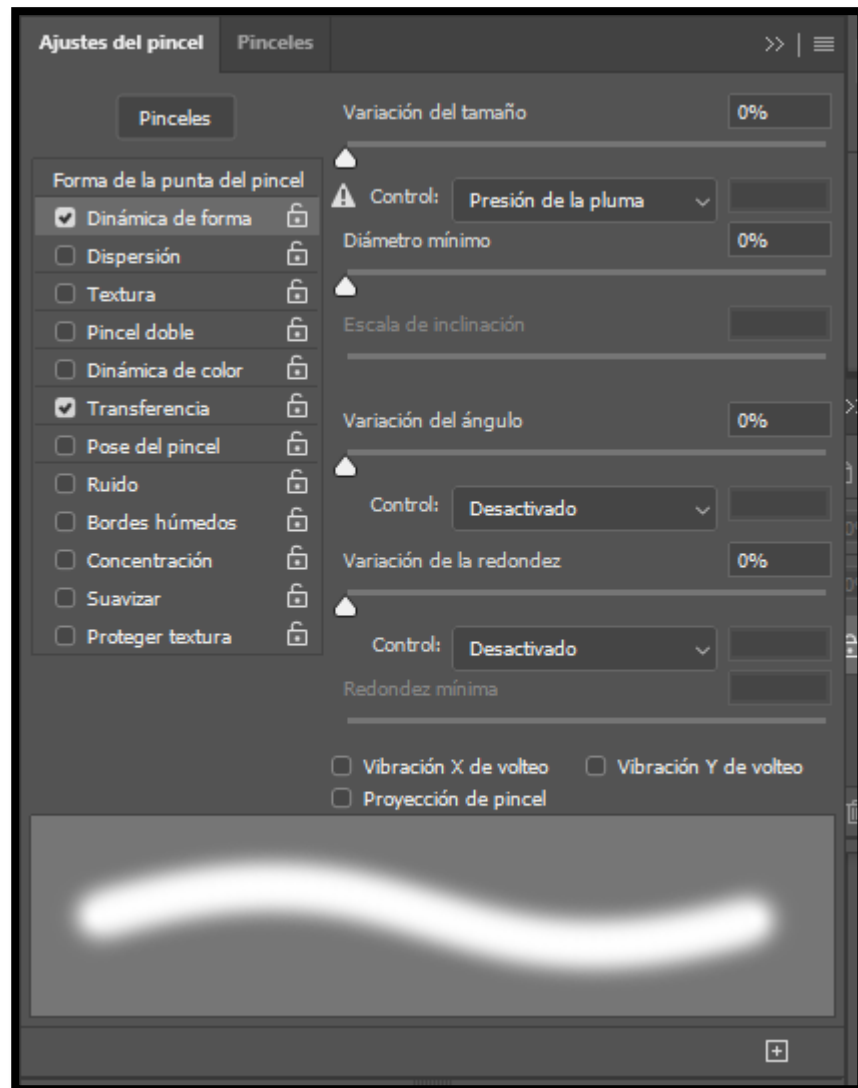 Ajustes del pincel Pinceles
Pinceles
Forma de la punta del pincel
Dinámica de forma
Dispersión
Textura
Pincel doble
Dinámica de color
Transferencia
Pose del pincel
Ruido
Bordes húmedos
Concentración
Suavizar
Proteger textura
Variación del tamaño 0%
Control: Presión de la pluma
Diámetro mínimo 0%
Escala de inclinación
Variación del ángulo 0%
Control: Desactivado
Variación de la redondez 0%
Control: Desactivado
Redondez mínima
Vibración X de volteo Vibración Y de volteo
Proyección de pincel